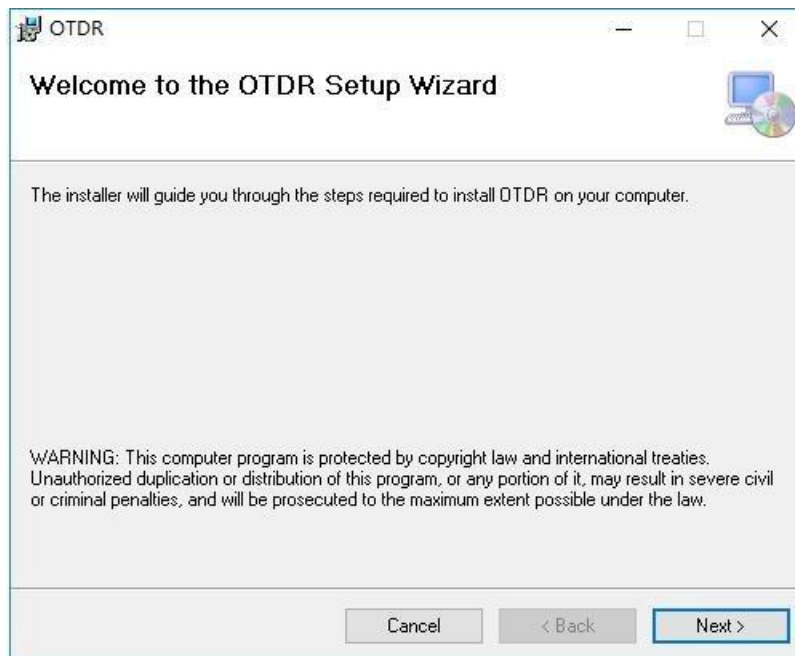 OTDR
Welcome to the OTDR Setup Wizard
The installer will guide you through the steps required to install OTDR on your computer.
WARNING: This computer program is protected by copyright law and international treaties.
Unauthorized duplication or distribution of this program, or any portion of it, may result in severe civil
or criminal penalties, and will be prosecuted to the maximum extent possible under the law.
Cancel
< Back
Next >